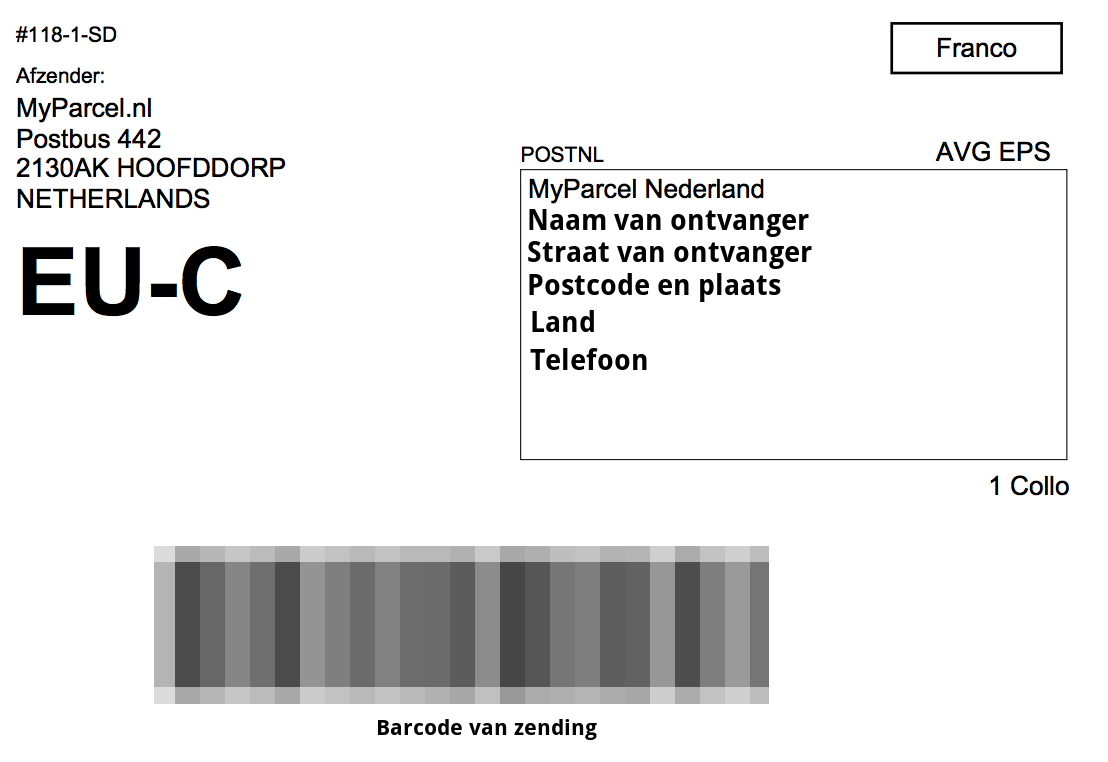 #118-1-SD
Franco
Afzender:
MyParcel.nl
Postbus 442
2130AK HOOFDDORP
NETHERLANDS
EU-C
POSTNL
AVG EPS
MyParcel Nederland
Naam van ontvanger
Straat van ontvanger
Postcode en plaats
Land
Telefoon
1 Collo
Barcode van zending